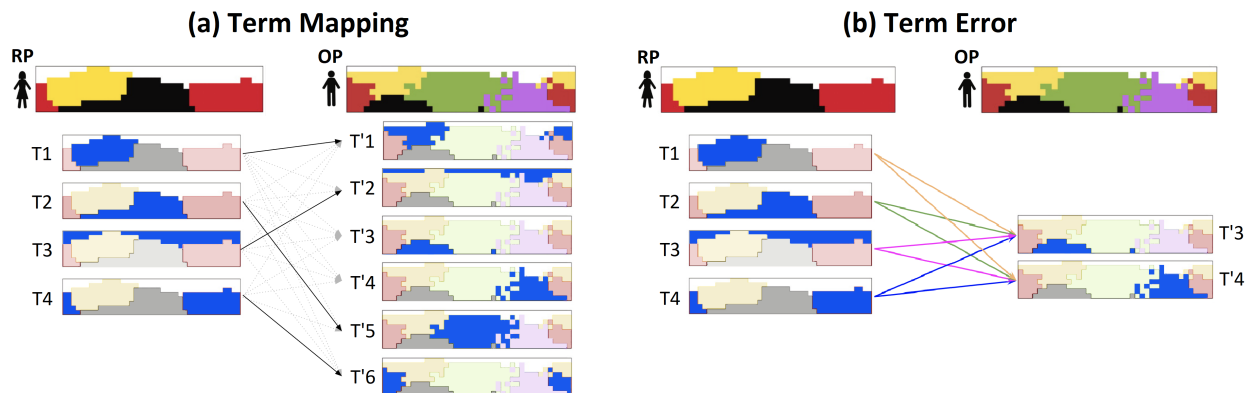 (a) Term Mapping
RP
OP
T1
T2
T3
T4
T'1
T'2
T'3
T'4
T'5
T'6
(b) Term Error
RP
OP
T1
T2
T3
T4
T'3
T'4